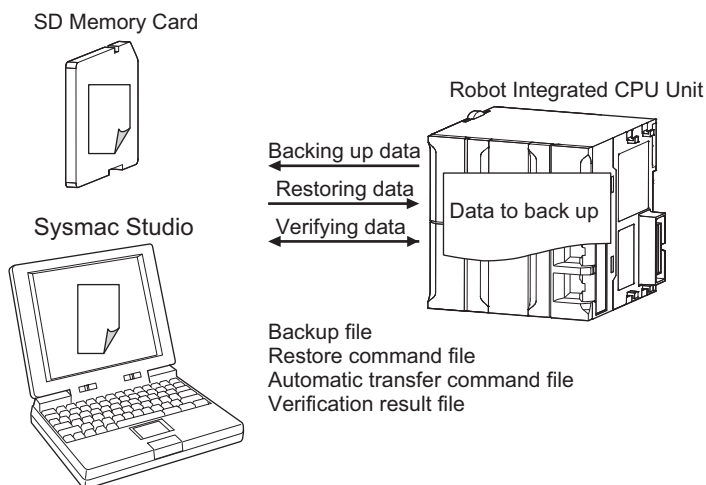 SD Memory Card
Robot Integrated CPU Unit
Backing up data
Restoring data
Verifying data
Data to back up
Sysmac Studio
Backup file
Restore command file
Automatic transfer command file
Verification result file